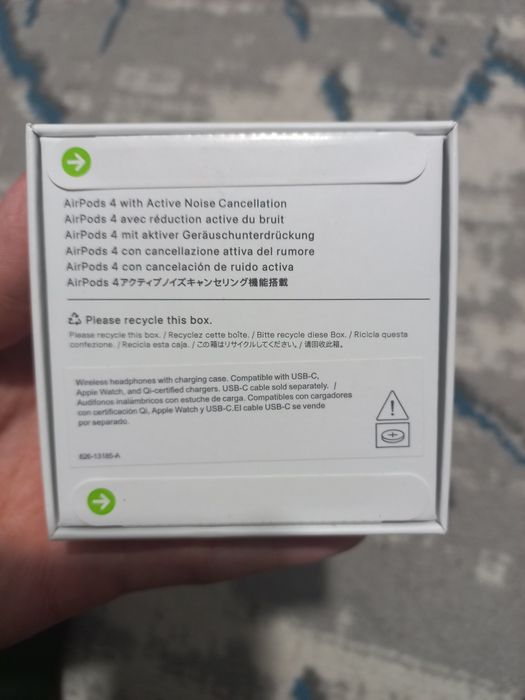 AirPods 4 with Active Noise Cancellation
AirPods 4 avec réduction active du bruit
AirPods 4 mit aktiver Geräuschunterdrückung
AirPods 4 con cancellazione attiva del rumore
AirPods 4 con cancelación de ruido activa
AirPods 4アクティブノイズキャンセリング機能搭載
Please recycle this box.
Please recycle this box. / Recyclez cette boîte. / Bitte recycle diese Box. / Ricicla questa
confezione. / Recicla esta caja. / この箱はリサイクルしてください。/ 请回收此箱。
Wireless headphones with charging case. Compatible with USB-C,
Apple Watch, and Qi-certified chargers. USB-C cable sold separately. /
Audífonos inalámbricos con estuche de carga. Compatibles con cargadores
con certificación Qi, Apple Watch y USB-C.El cable USB-C se vende
por separado.
626-13185-A